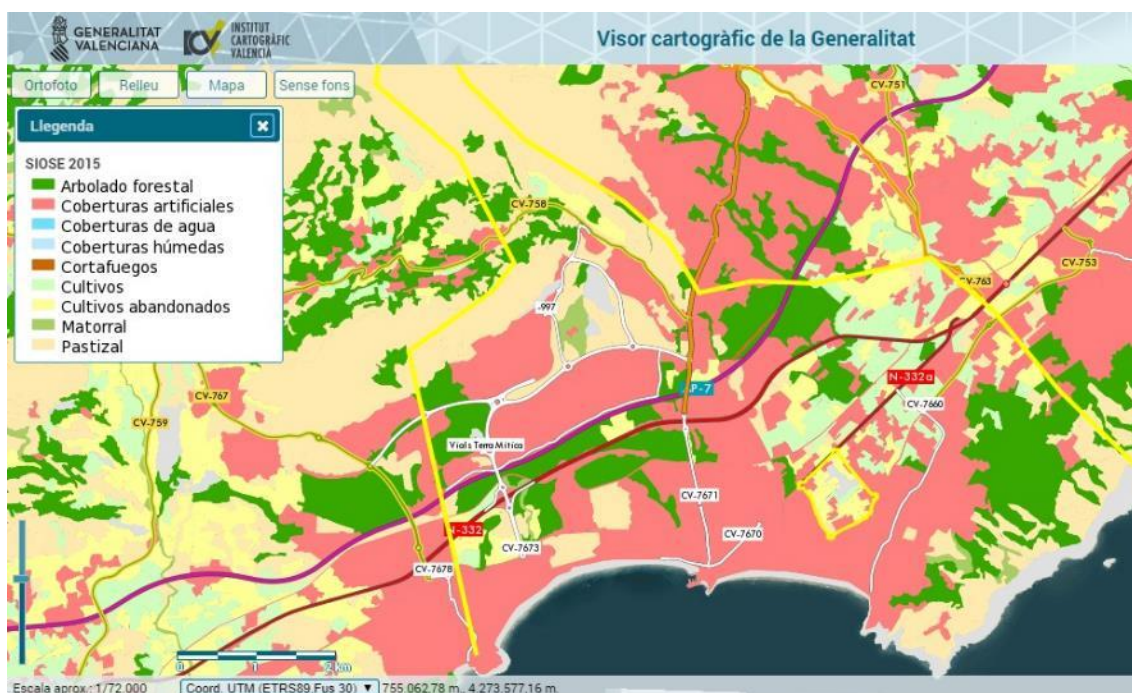 GENERALITAT
VALENCIANA
INSTITUT
CARTOGRÀFIC
VALENCIÀ
Visor cartogràfic de la Generalitat
Ortofoto
Relleu
Mapa
Sense fons
Llegenda
SIOSE 2015
Arbolado forestal
Coberturas artificiales
Coberturas de agua
Coberturas húmedas
Cortafuegos
Cultivos
Cultivos abandonados
Matorral
Pastizal
CV-751
CV-758
CV-753
CV-763
-997
N-332a
CV-767
CV-7660
CV-759
Vials Terra Mítica
CV-7671
N-332
CV-7670
CV-7673
CV-7678
0 1 2 km
Escala aprox.: 1/72.000
Coord. UTM (ETRS89 Fus 30) ▼
755.062,78 m, 4.273.577,16 m.